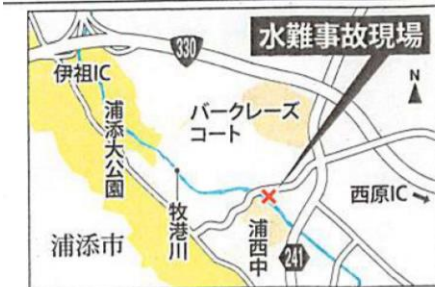 水難事故現場
330
伊祖IC
N
浦添大公園
バークレーズ
コート
西原IC
牧港川
浦西中
浦添市
241